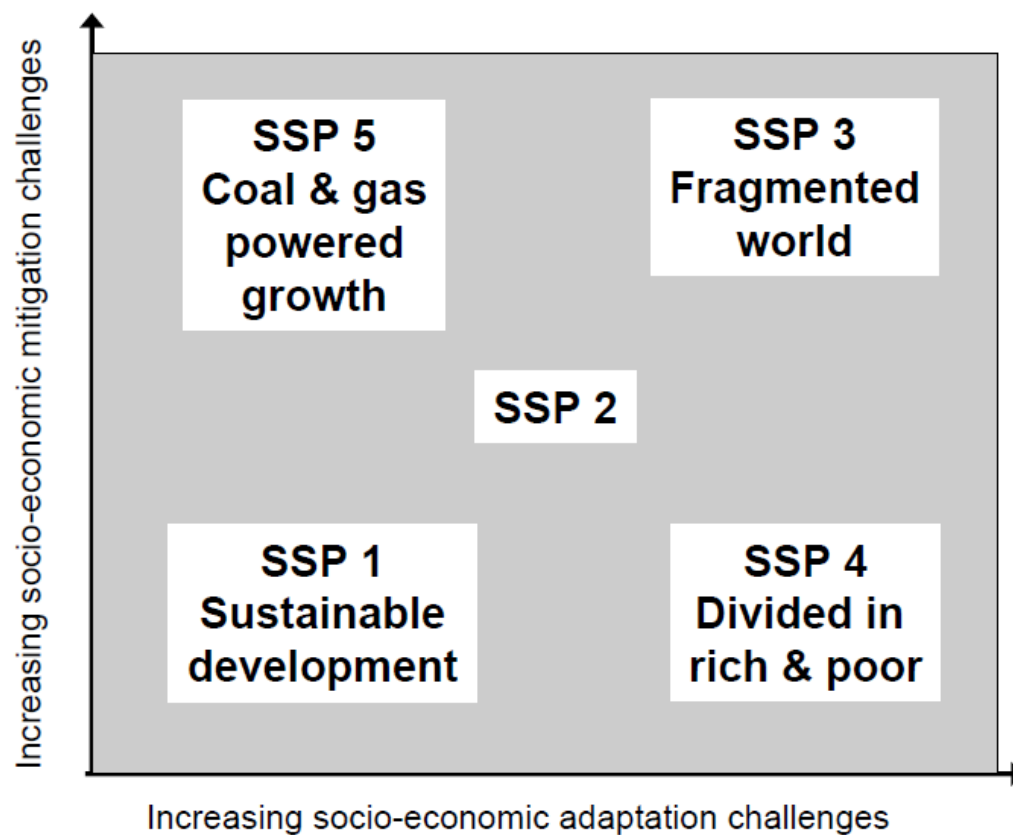 Increasing socio-economic mitigation challenges
SSP 5
Coal & gas
powered
growth
SSP 3
Fragmented
world
SSP 2
SSP 1
Sustainable
development
SSP 4
Divided in
rich & poor
Increasing socio-economic adaptation challenges